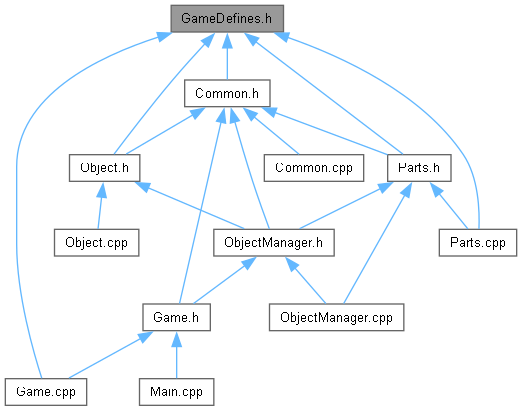 GameDefines.h
Common.h
Object.h
Common.cpp
Parts.h
Object.cpp
ObjectManager.h
Parts.cpp
Game.h
ObjectManager.cpp
Game.cpp
Main.cpp